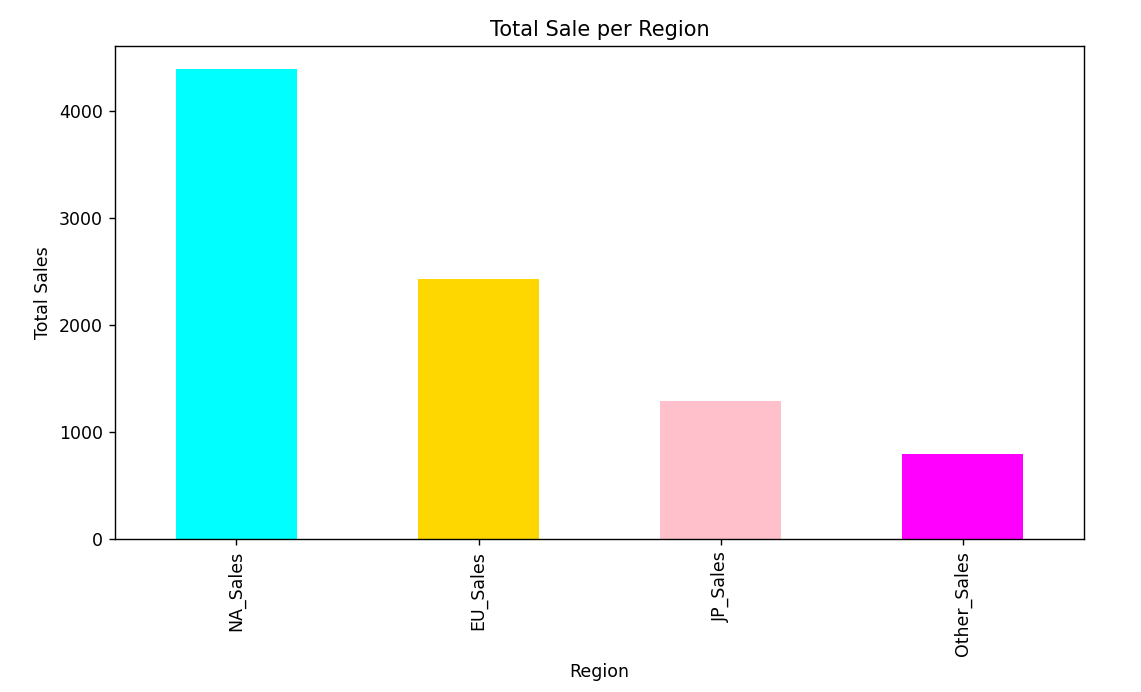 Total Sale per Region
Total Sales
4000
3000
2000
1000
0
NA_Sales
EU_Sales
JP_Sales
Other_Sales
Region